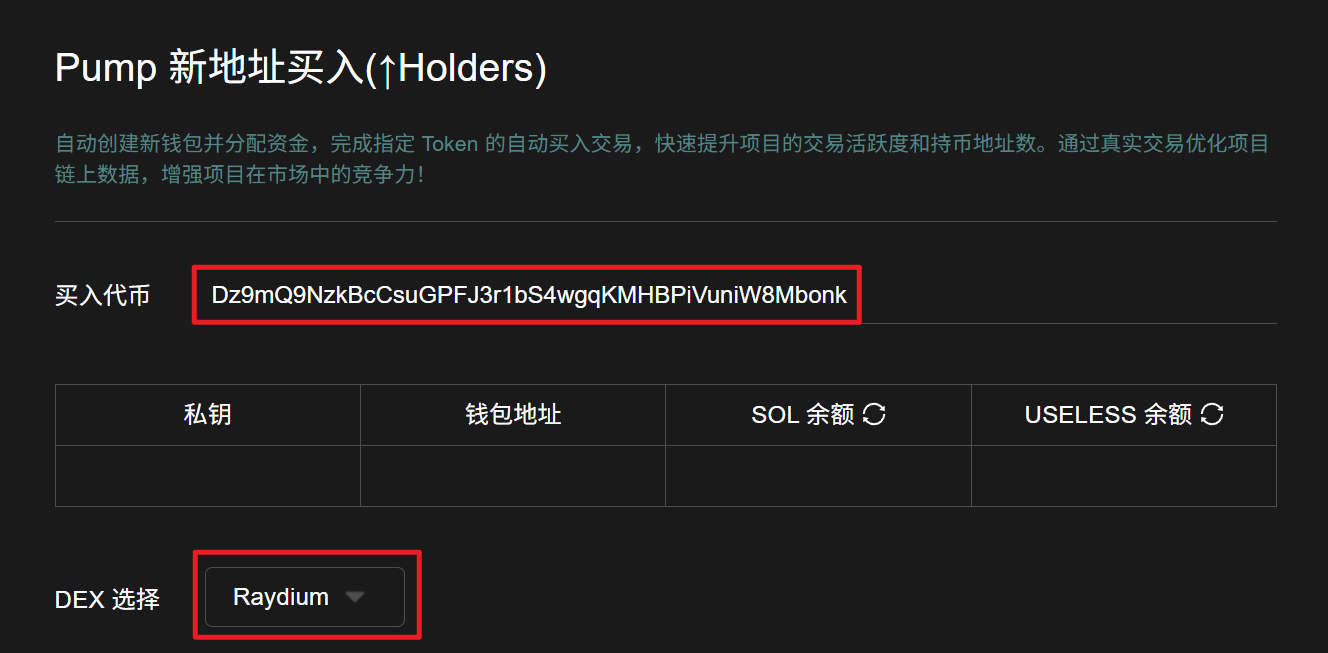 Pump 新地址买入(↑Holders)
自动创建新钱包并分配资金，完成指定 Token 的自动买入交易，快速提升项目的交易活跃度和持币地址数。通过真实交易优化项目
链上数据，增强项目在市场中的竞争力！
买入代币 Dz9mQ9NzkBcCsuGPFJ3r1bS4wgqKMHBPiVuniW8Mbonk
私钥 钱包地址 SOL 余额 USELESS 余额
DEX 选择 Raydium